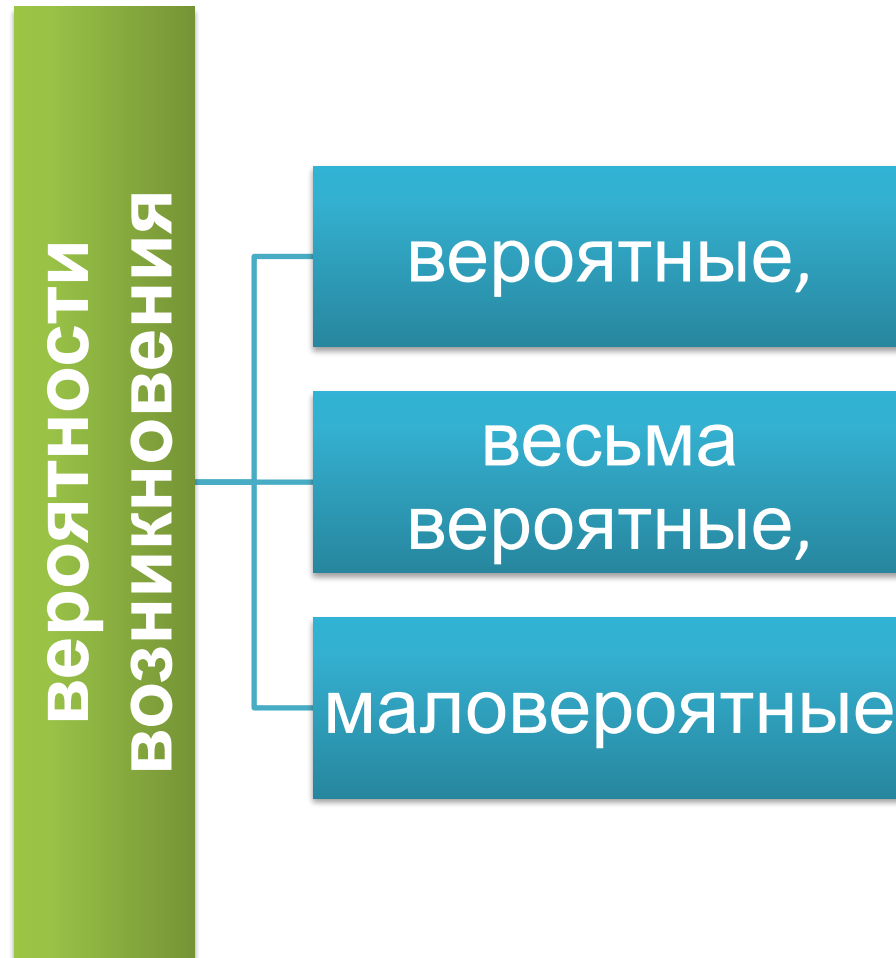 вероятности
возникновения
вероятные,
весьма
вероятные,
маловероятные